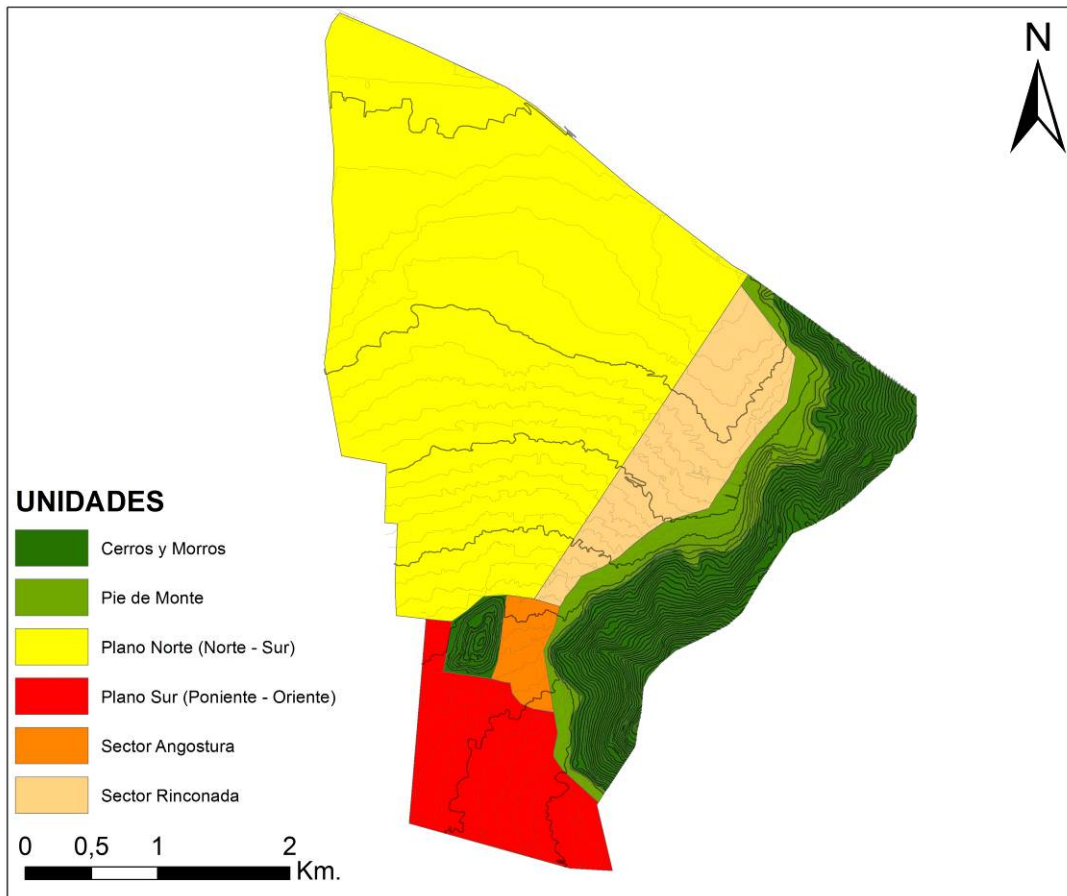 N
UNIDADES
Cerros y Morros
Pie de Monte
Plano Norte (Norte - Sur)
Plano Sur (Poniente - Oriente)
Sector Angostura
Sector Rinconada
0 0,5 1 2
Km.